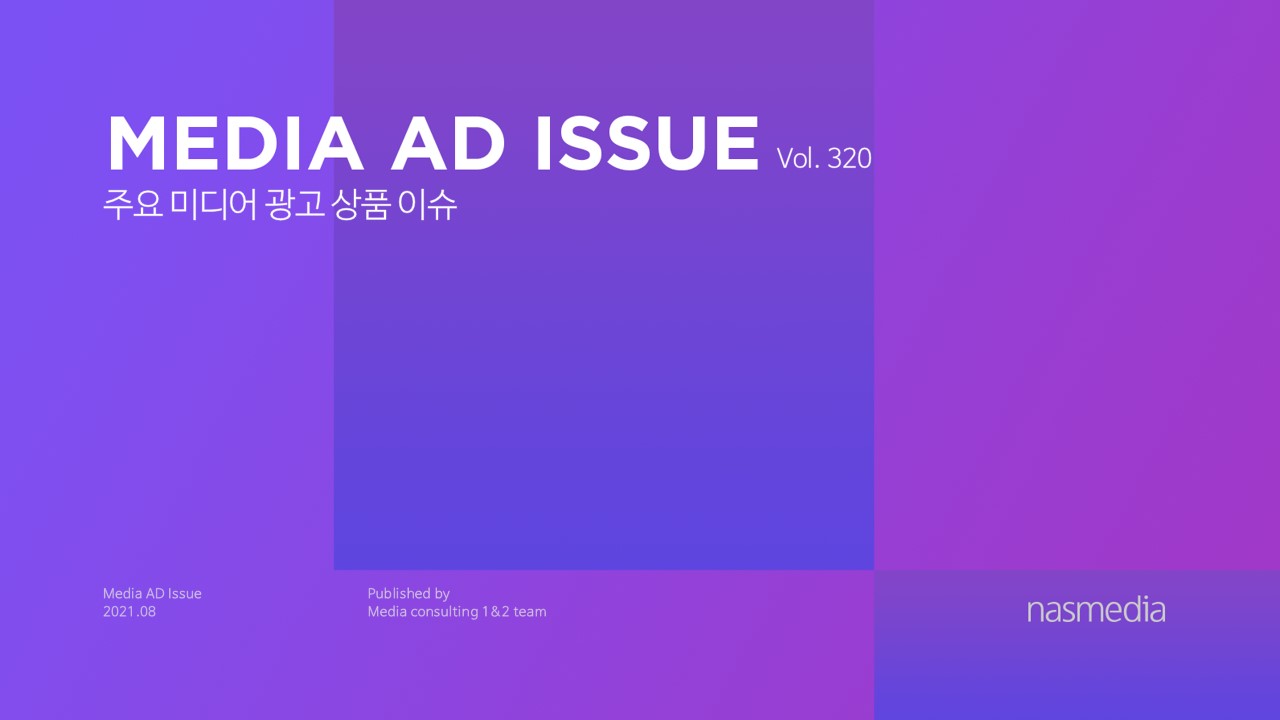 MEDIA AD ISSUE Vol. 320
주요 미디어 광고 상품 이슈
Media AD Issue
2021.08
Published by
Media consulting 1&2 team
nasmedia